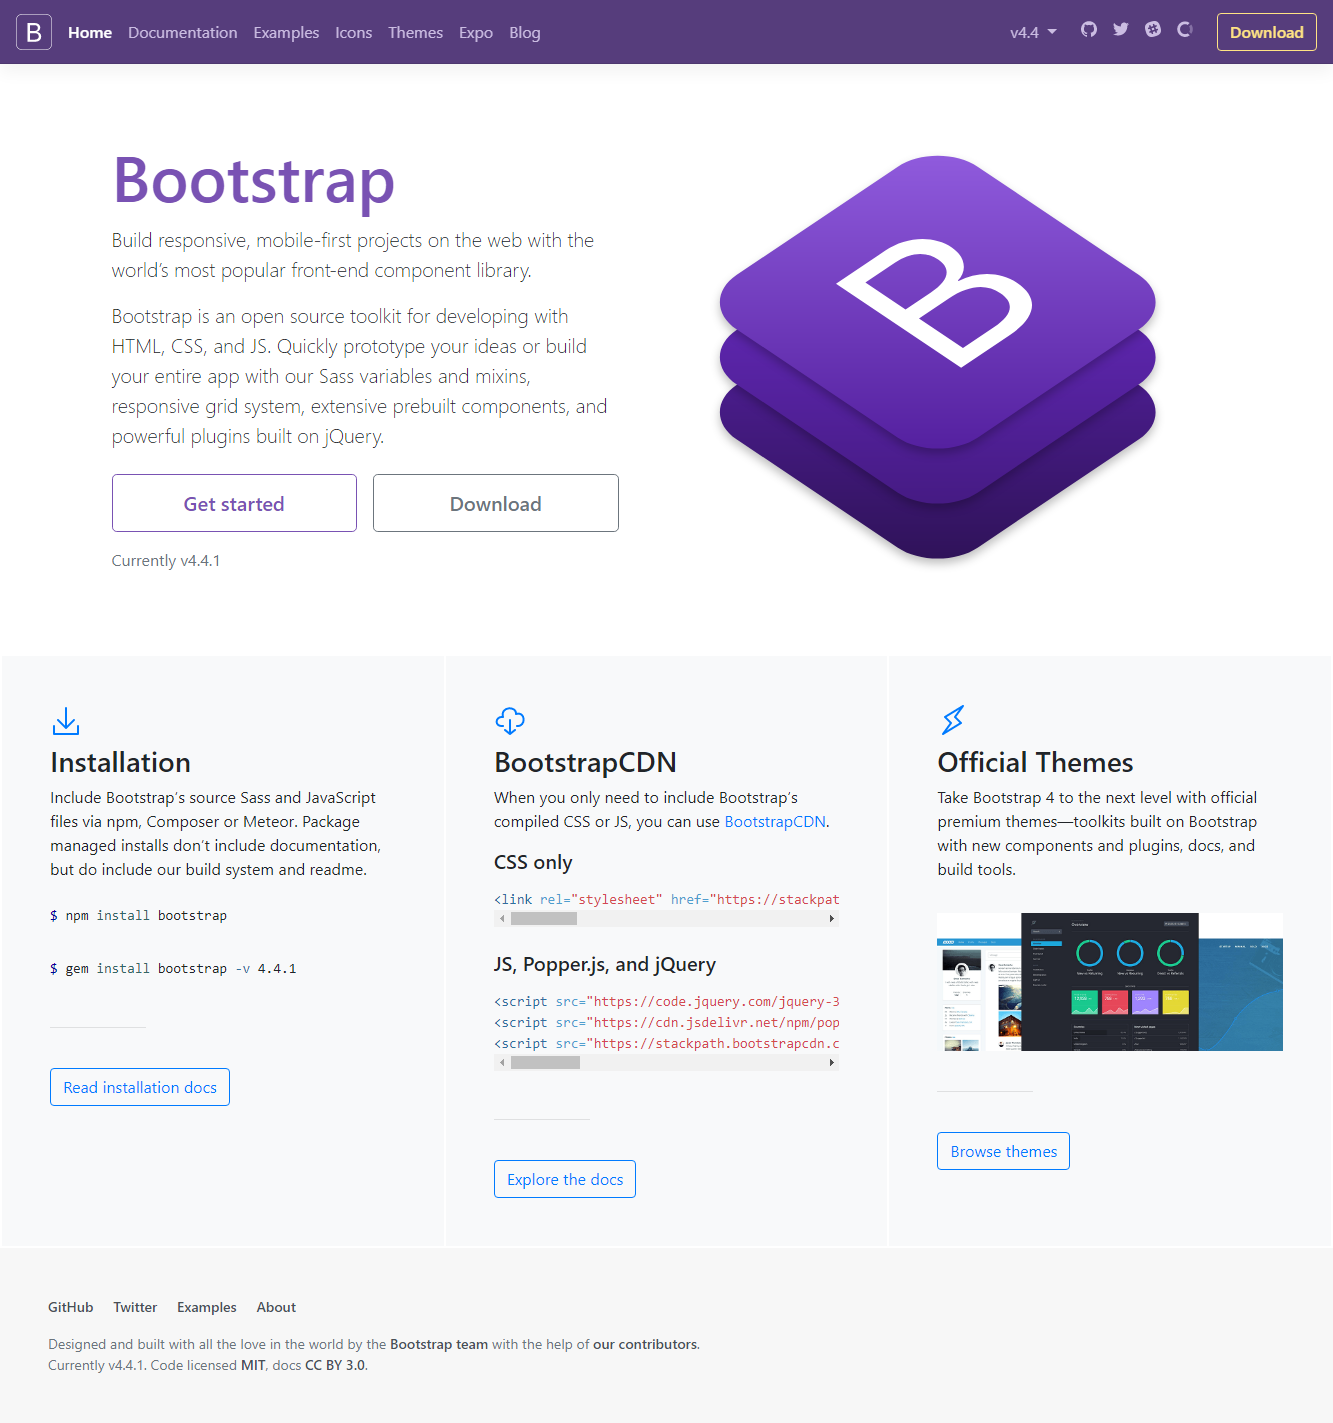 B Home Documentation Examples Icons Themes Expo Blog v4.4 Download
Bootstrap
Build responsive, mobile-first projects on the web with the
world’s most popular front-end component library.
Bootstrap is an open source toolkit for developing with
HTML, CSS, and JS. Quickly prototype your ideas or build
your entire app with our Sass variables and mixins,
responsive grid system, extensive prebuilt components, and
powerful plugins built on jQuery.
Get started Download
Currently v4.4.1
B
Installation
Include Bootstrap’s source Sass and JavaScript
files via npm, Composer or Meteor. Package
managed installs don’t include documentation,
but do include our build system and readme.
$ npm install bootstrap
$ gem install bootstrap -v 4.4.1
Read installation docs
BootstrapCDN
When you only need to include Bootstrap’s
compiled CSS or JS, you can use BootstrapCDN.
CSS only
<link rel="stylesheet" href="https://stackpat
JS, Popper.js, and jQuery
<script src="https://code.jquery.com/jquery-3
<script src="https://cdn.jsdelivr.net/npm/pop
<script src="https://stackpath.bootstrapcdn.c
Explore the docs
Official Themes
Take Bootstrap 4 to the next level with official
premium themes—toolkits built on Bootstrap
with new components and plugins, docs, and
build tools.
Overview
Browse themes
GitHub Twitter Examples About
Designed and built with all the love in the world by the Bootstrap team with the help of our contributors.
Currently v4.4.1. Code licensed MIT, docs CC BY 3.0.